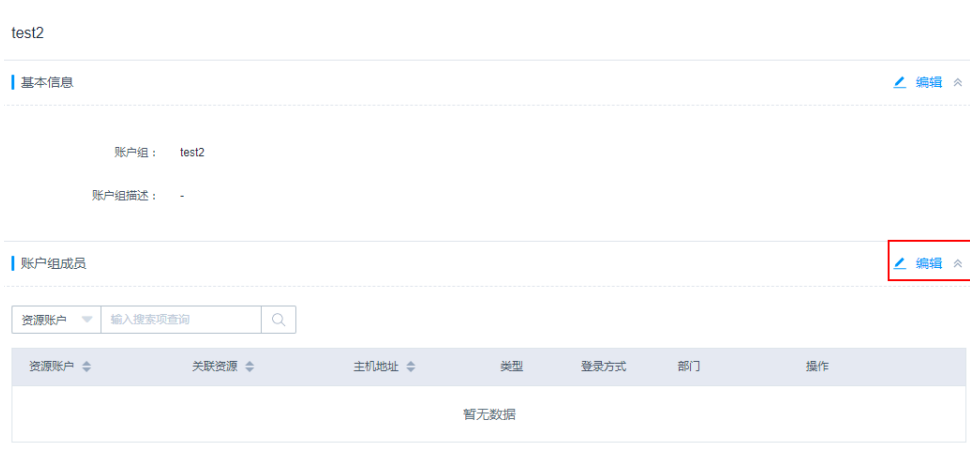 test2
基本信息 编辑
账户组： test2
账户组描述： -
账户组成员 编辑
资源账户 输入搜索项查询
资源账户 关联资源 主机地址 类型 登录方式 部门 操作
暂无数据